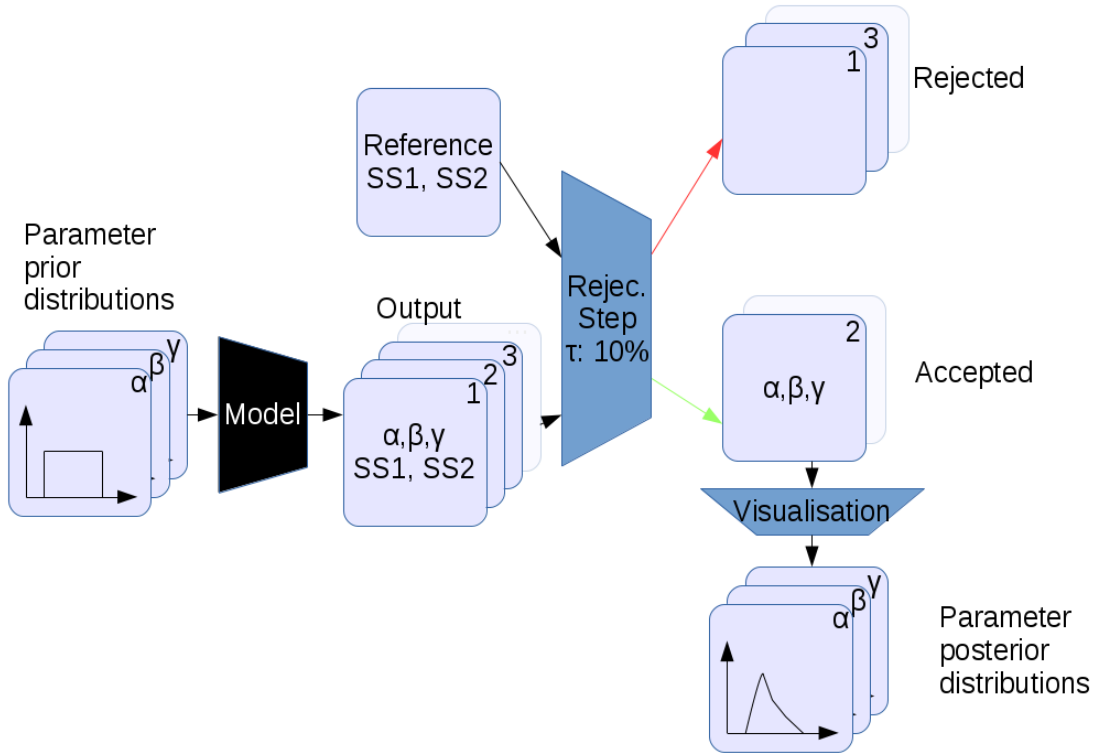 3
1
Rejected
Reference
SS1, SS2
Parameter
prior
distributions
γ
β
α
Model
Output
...
3
2
1
α,β,γ
SS1, SS2
Rejec.
Step
τ: 10%
2
α,β,γ
Accepted
Visualisation
γ
β
α
Parameter
posterior
distributions